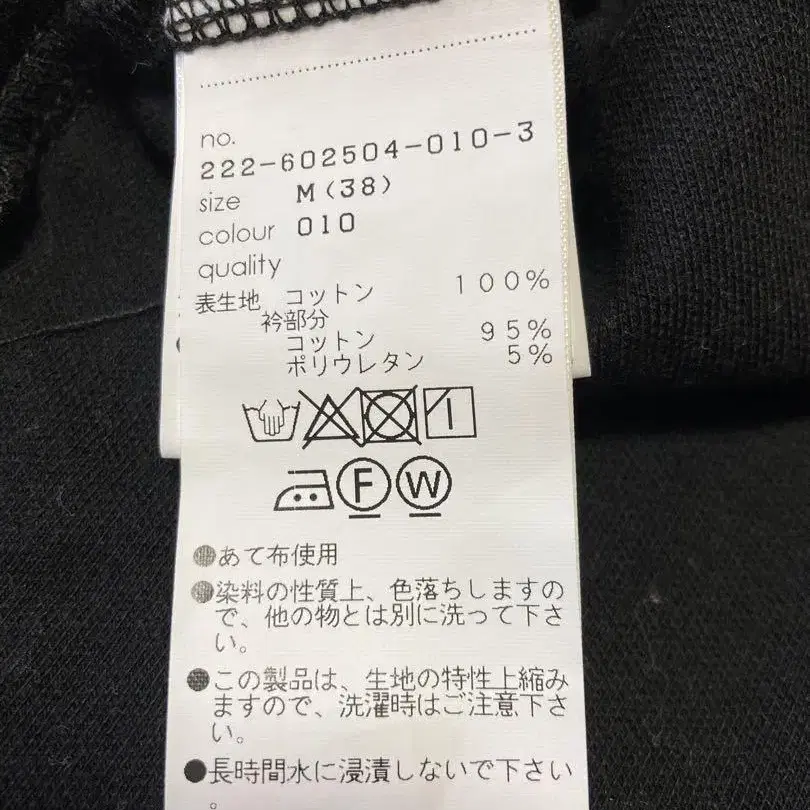 no.
222-602504-010-3
size M(38)
colour 010
quality
表生地 コットン 100%
衿部分
コットン 95%
ポリウレタン 5%
F W
●あて布使用
●染料の性質上、色落ちしますの
で、他の物とは別に洗って下さ
い。
●この製品は、生地の特性上縮み
ますので、洗濯時はご注意下さ
い。
●長時間水に浸漬しないで下さい
。